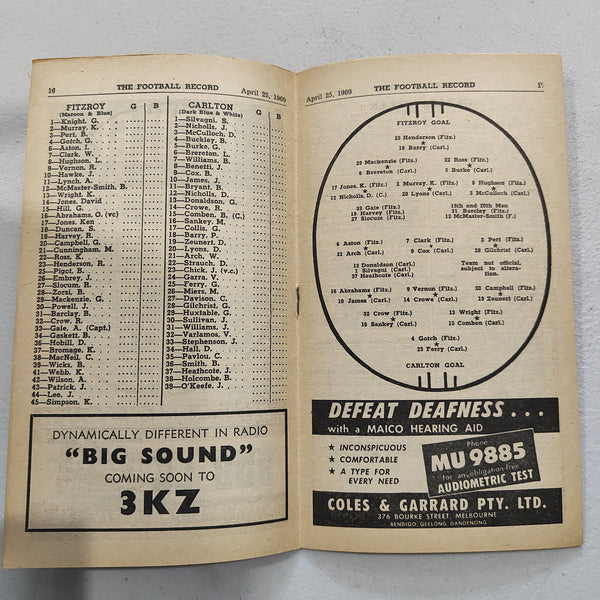 16 THE FOOTBALL RECORD April 25, 1960
FITZROY G B
(Maroon & Blue)
1—Knight, G.
2—Murray, K.
3—Pert, B.
4—Gotch, G.
6—Aston, I.
7—Clark, W.
8—Hughson, L.
9—Vernon, R.
10—Hawke, J.
11—Lynch, A.
12—McMaster-Smith, B.
13—Wright, K.
14—Jones, David
15—Hill, G.
16—Abrahams, O. (vc)
17—Jones, Ken
18—Duncan, S.
19—Harvey, R.
20—Campbell, G.
21—Cunningham, M.
22—Ross, K.
23—Henderson, R.
25—Pigot, B.
26—Embrey, J.
27—Slocum, R.
28—Zorzi, B.
29—Mackenzie, G.
30—Powell, J.
31—Barclay, B.
32—Crow, R.
33—Gale, A. (Capt.)
34—Gaskett, B.
36—Hobill, D.
37—Bromage, K.
38—MacNeil, C.
39—Wicks, B.
41—Webb, K.
42—Wilson, A.
43—Patrick, J.
44—Lee, J.
45—Simpson, K.
CARLTON G B
(Dark Blue & White)
1—Silvagni, S.
2—Nicholls, J.
3—McCulloch, D.
4—Buckley, B.
5—Burke, G.
6—Brereton, L.
7—Williams, B.
8—Benetti, J.
9—Cox, B.
10—James, J.
11—Bryant, B.
12—Nicholls, D.
13—Donaldson, G.
14—Crowe, R.
15—Comben, B. (C.)
16—Sankey, M.
17—Collis, G.
18—Barry, P.
19—Zeunert, D.
20—Lyons, D.
21—Arch, W.
22—Strauch, D.
23—Chick, J. (v.c.)
24—Garza, V.
25—Ferry, G.
26—Miers, M.
27—Davison, C.
28—Gilchrist, G.
29—Huxtable, G.
30—Sullivan, J.
31—Williams, J.
32—Varlamos, V.
33—Stephenson, J.
34—Hall, D.
35—Pavlou, C.
36—Smith, B.
37—Heathcote, J.
38—Holcombe, B.
39—O'Keefe, J.
DYNAMICALLY DIFFERENT IN RADIO
"BIG SOUND"
COMING SOON TO
3KZ
April 25, 1960 THE FOOTBALL RECORD 17
FITZROY GOAL
23 Henderson (Fitz.)
18 Barry (Carl.)
29 Mackenzie (Fitz.) 22 Ross (Fitz.)
6 Brereton (Carl.) 5 Burke (Carl.)
17 Jones, K. (Fitz.) 2 Murray, K. (Fitz.) 8 Hughson (Fitz.)
12 Nicholls, D. (C.) 20 Lyons (Carl.) 3 McCulloch (Carl.)
33 Gale (Fitz.) 19th and 20th Men
19 Harvey (Fitz.) 31 Barclay (Fitz.)
27 Slocum (Fitz.) 12 McMaster-Smith (F.)
6 Aston (Fitz.) 7 Clark (Fitz.) 3 Pert (Fitz.)
21 Arch (Carl.) 9 Cox (Carl.) 28 Gilchrist (Carl.)
13 Donaldson (Carl.) Team not official,
1 Silvagni (Carl.) subject to altera-
37 Heathcote (Carl.) tion.
16 Abrahams (Fitz.) 9 Vernon (Fitz.) 20 Campbell (Fitz.)
10 James (Carl.) 14 Crowe (Carl.) 19 Zeunert (Carl.)
32 Crow (Fitz.) 13 Wright (Fitz.)
16 Sankey (Carl.) 15 Comben (Carl.)
4 Gotch (Fitz.)
25 Ferry (Carl.)
CARLTON GOAL
DEFEAT DEAFNESS . . .
with a MAICO HEARING AID
★ INCONSPICUOUS
★ COMFORTABLE
★ A TYPE FOR
EVERY NEED
Phone
MU 9885
for an obligation-free
AUDIOMETRIC TEST
COLES & GARRARD PTY. LTD.
376 BOURKE STREET, MELBOURNE
BENDIGO, GEELONG, DANDENONG